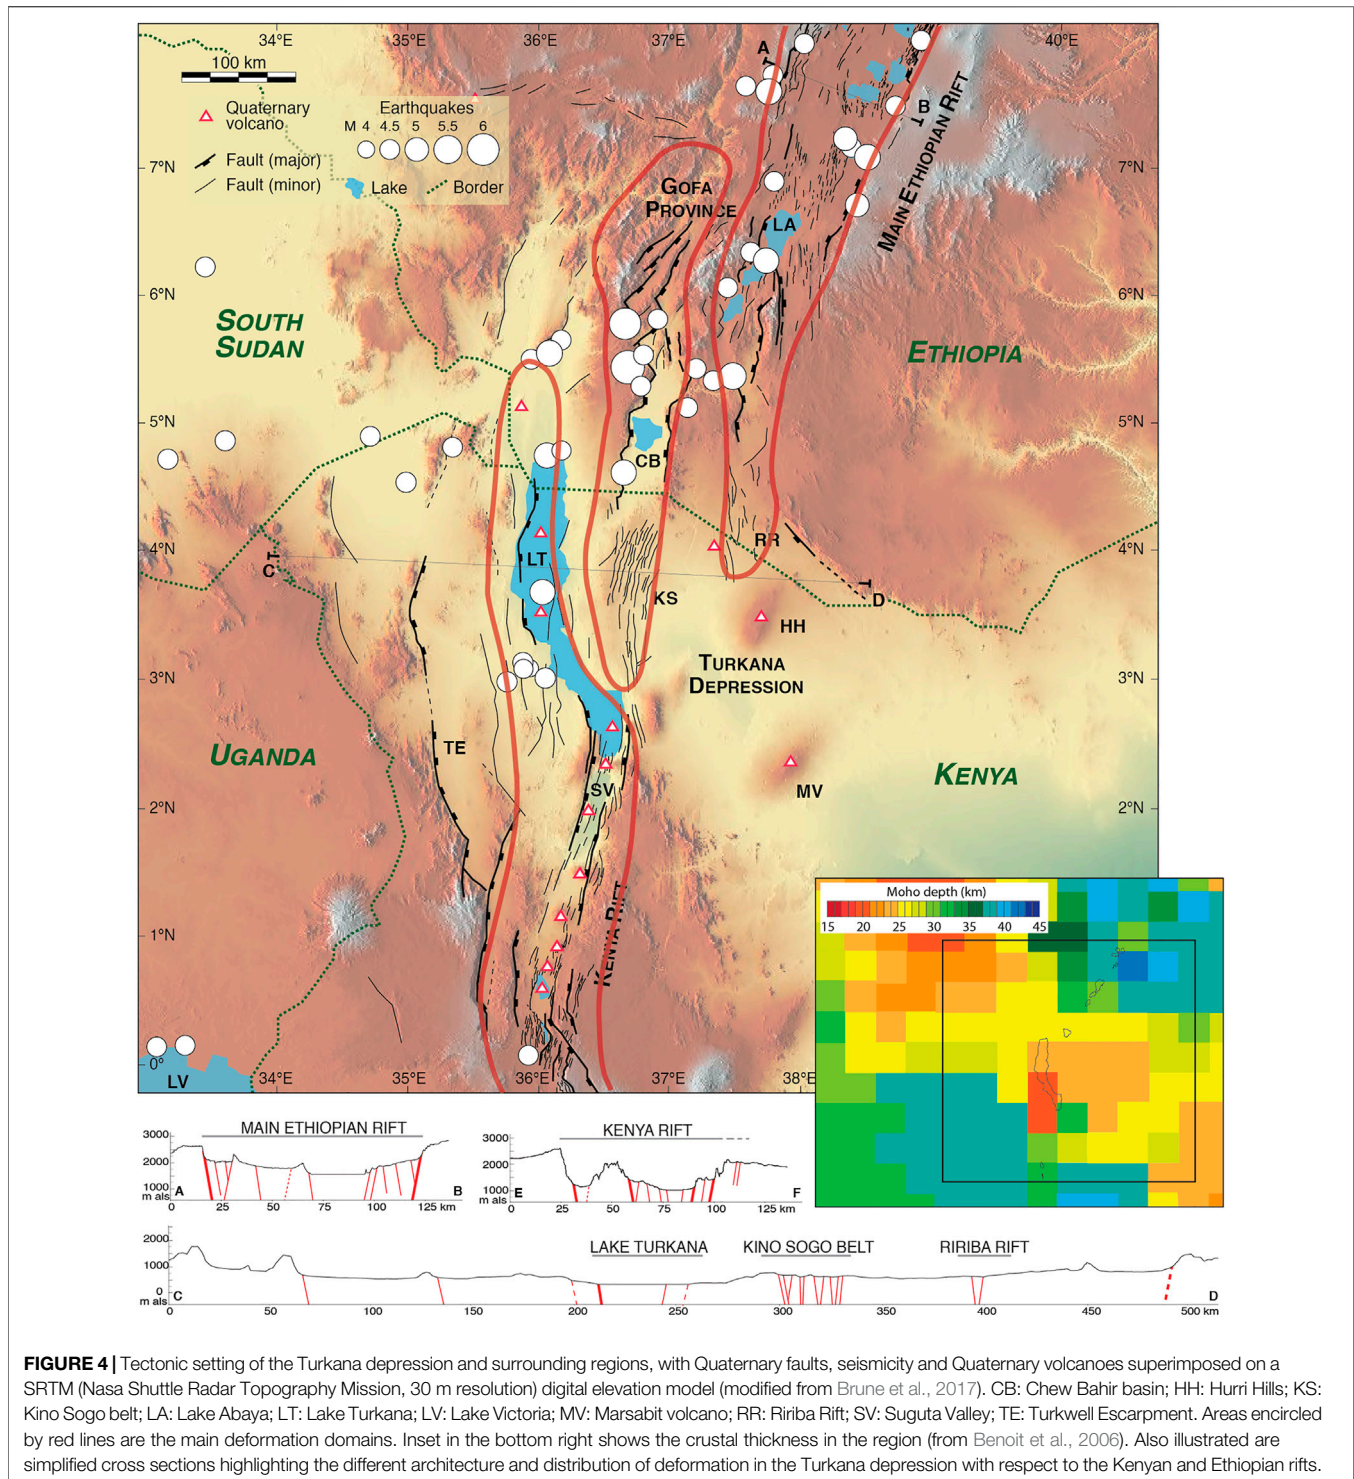 34°E 35°E 36°E 37°E 40°E
100 km
A
Quaternary
volcano
Earthquakes
M 4 4.5 5 5.5 6
Fault (major)
Fault (minor)
Lake
Border
B
MAIN ETHIOPIAN RIFT
7°N
7°N
GOFA
PROVINCE
LA
6°N
6°N
SOUTH
SUDAN
ETHIOPIA
5°N
5°N
CB
4°N
4°N
C
LT
RR
KS
D
HH
TURKANA
DEPRESSION
3°N
3°N
TE
UGANDA
KENYA
SV
MV
2°N
2°N
KENYA RIFT
1°N
0°
LV
34°E 35°E 36°E 37°E 38°E
Moho depth (km)
15 20 25 30 35 40 45
MAIN ETHIOPIAN RIFT
3000
2000
1000
m als
A B
0 25 50 75 100 125 km
KENYA RIFT
3000
2000
1000
m als
E F
0 25 50 75 100 125 km
LAKE TURKANA KINO SOGO BELT RIRIBA RIFT
2000
1000
0
m als
C D
0 50 100 150 200 250 300 350 400 450 500 km
FIGURE 4 | Tectonic setting of the Turkana depression and surrounding regions, with Quaternary faults, seismicity and Quaternary volcanoes superimposed on a
SRTM (Nasa Shuttle Radar Topography Mission, 30 m resolution) digital elevation model (modified from Brune et al., 2017). CB: Chew Bahir basin; HH: Hurri Hills; KS:
Kino Sogo belt; LA: Lake Abaya; LT: Lake Turkana; LV: Lake Victoria; MV: Marsabit volcano; RR: Ririba Rift; SV: Suguta Valley; TE: Turkwell Escarpment. Areas encircled
by red lines are the main deformation domains. Inset in the bottom right shows the crustal thickness in the region (from Benoit et al., 2006). Also illustrated are
simplified cross sections highlighting the different architecture and distribution of deformation in the Turkana depression with respect to the Kenyan and Ethiopian rifts.